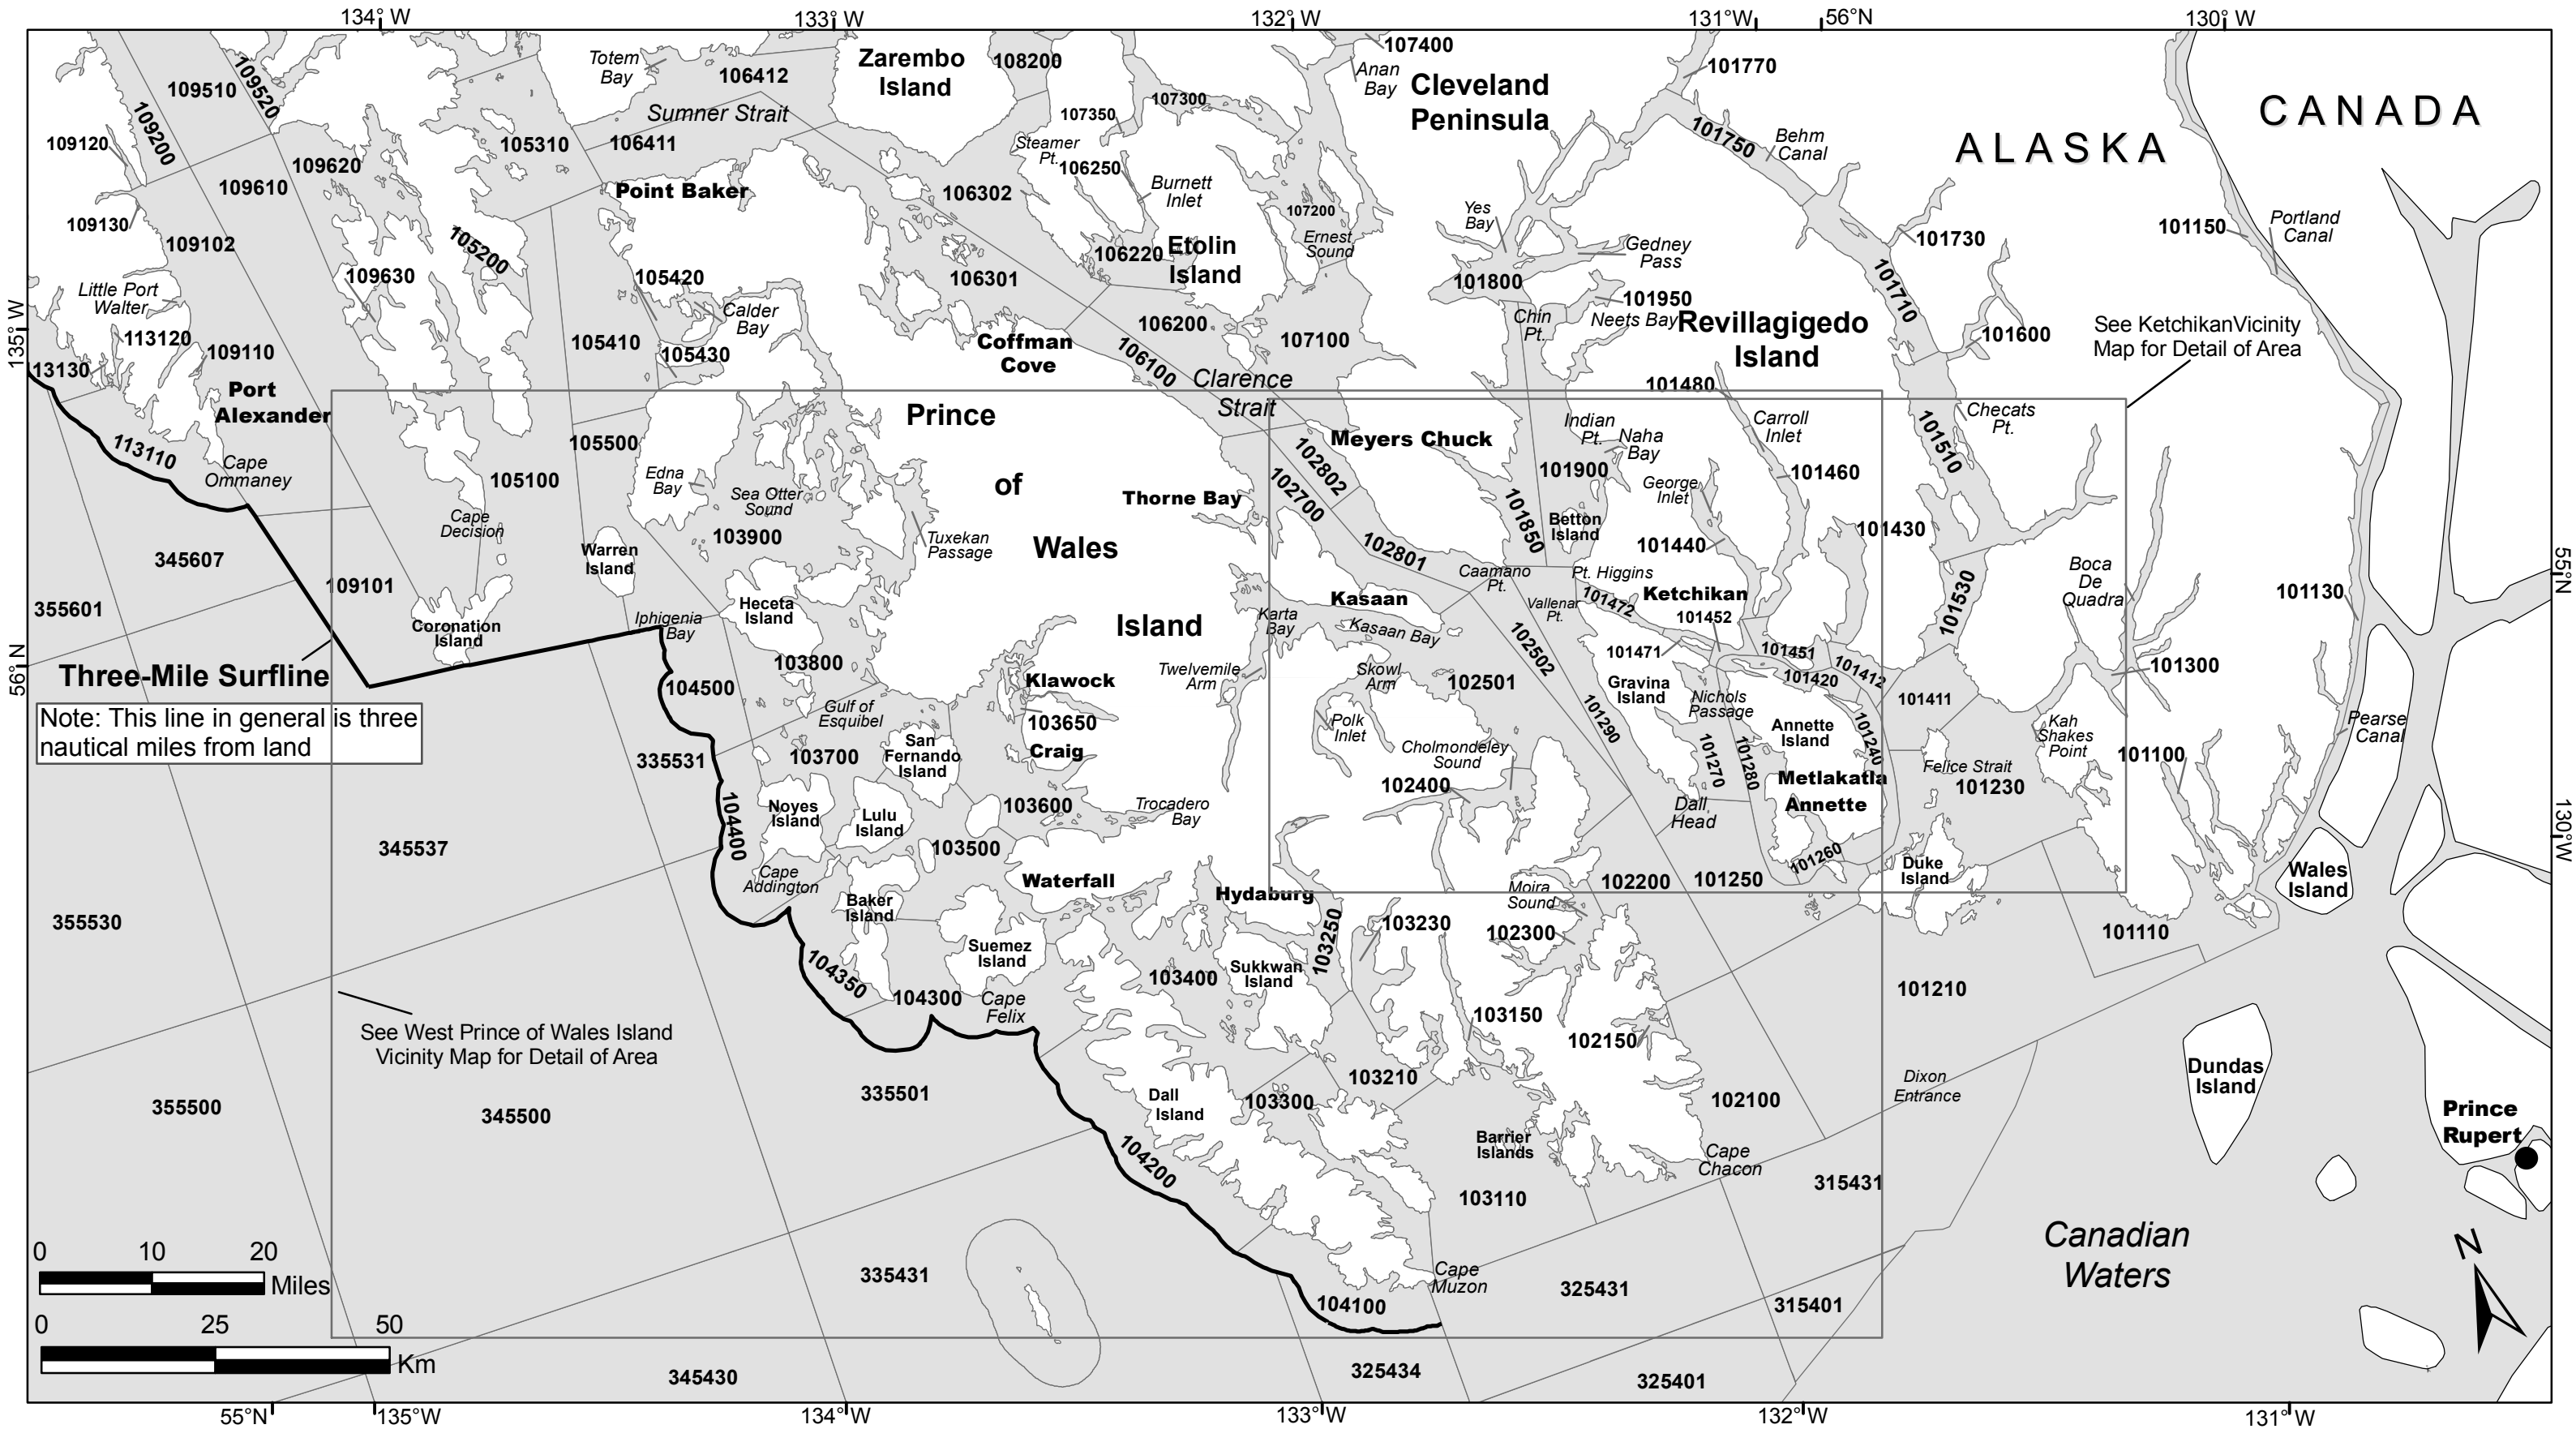 134° W
133° W
132° W
131°W
56°N
130° W
109510
109520
109200
109120
109130
109610
109620
109102
109630
105310
105200
Totem
Bay
106412
Sumner Strait
106411
Point Baker
Zarembo
Island
108200
107350
107300
Steamer
Pt.
106250
Burnett
Inlet
106302
106301
106220
Etolin
Island
107200
Ernest
Sound
107400
Anan
Bay
Cleveland
Peninsula
101770
101750
Behm
Canal
ALASKA
CANADA
101150
Portland
Canal
Yes
Bay
Gedney
Pass
101800
101950
Neets Bay
Chin
Pt.
Revillagigedo
Island
101730
101710
101600
See KetchikanVicinity
Map for Detail of Area
Little Port
Walter
113120
109110
13130
135° W
Port
Alexander
113110
Cape
Ommaney
105420
Calder
Bay
105410
105430
Coffman
Cove
106200
106100
107100
Clarence
Strait
101480
Prince
of
Wales
Island
105500
105100
Edna
Bay
Sea Otter
Sound
103900
Tuxekan
Passage
Thorne Bay
Meyers Chuck
102802
102700
102801
101850
Indian
Pt.
Naha
Bay
101900
Betton
Island
George
Inlet
Carroll
Inlet
101460
101440
101430
101510
Checats
Pt.
101530
Boca
De
Quadra
101130
55°N
345607
355601
109101
Cape
Decision
Warren
Island
Coronation
Island
Iphigenia
Bay
Heceta
Island
103800
104500
56° N
Three-Mile Surfline
Note: This line in general is three
nautical miles from land
Kasaan
Karta
Bay
Kasaan Bay
Caamano
Pt.
Pt. Higgins
Vallenar
Pt.
101472
Ketchikan
101452
101471
101451
101420
101412
101411
101300
Klawock
103650
Craig
Gulf of
Esquibel
Twelvemile
Arm
Skowl
Arm
102501
102502
101290
Polk
Inlet
Cholmondeley
Sound
102400
Gravina
Island
Nichols
Passage
Annette
Island
101270
101280
101240
Metlakatla
Annette
Felice Strait
101230
Kah
Shakes
Point
101100
Pearse
Canal
335531
345537
104400
103700
San
Fernando
Island
Noyes
Island
Lulu
Island
103600
Trocadero
Bay
103500
Cape
Addington
Waterfall
Baker
Island
Hydaburg
Dall
Head
101260
Duke
Island
Wales
Island
130°W
355530
102200
101250
Moira
Sound
102300
103230
103250
101110
101210
104350
104300
Suemez
Island
Cape
Felix
103400
Sukkwan
Island
103150
102150
See West Prince of Wales Island
Vicinity Map for Detail of Area
355500
345500
335501
Dall
Island
103300
103210
102100
Dixon
Entrance
Dundas
Island
Prince
Rupert
104200
Barrier
Islands
Cape
Chacon
103110
315431
Canadian
Waters
N
0 10 20
Miles
0 25 50
Km
335431
104100
Cape
Muzon
325431
315401
345430
325434
325401
55°N
135°W
134°W
133°W
132°W
131°W